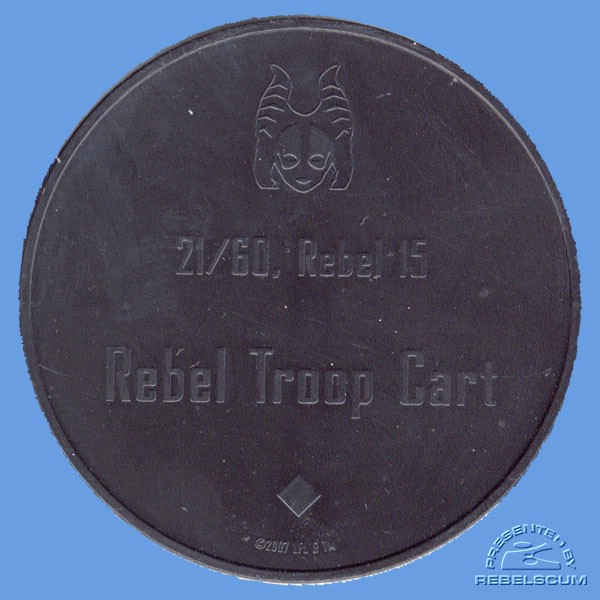 21/60, Rebel 15
Rebel Troop Cart
©2007 LFL & TM
PRESENTED BY
REBELSCUM